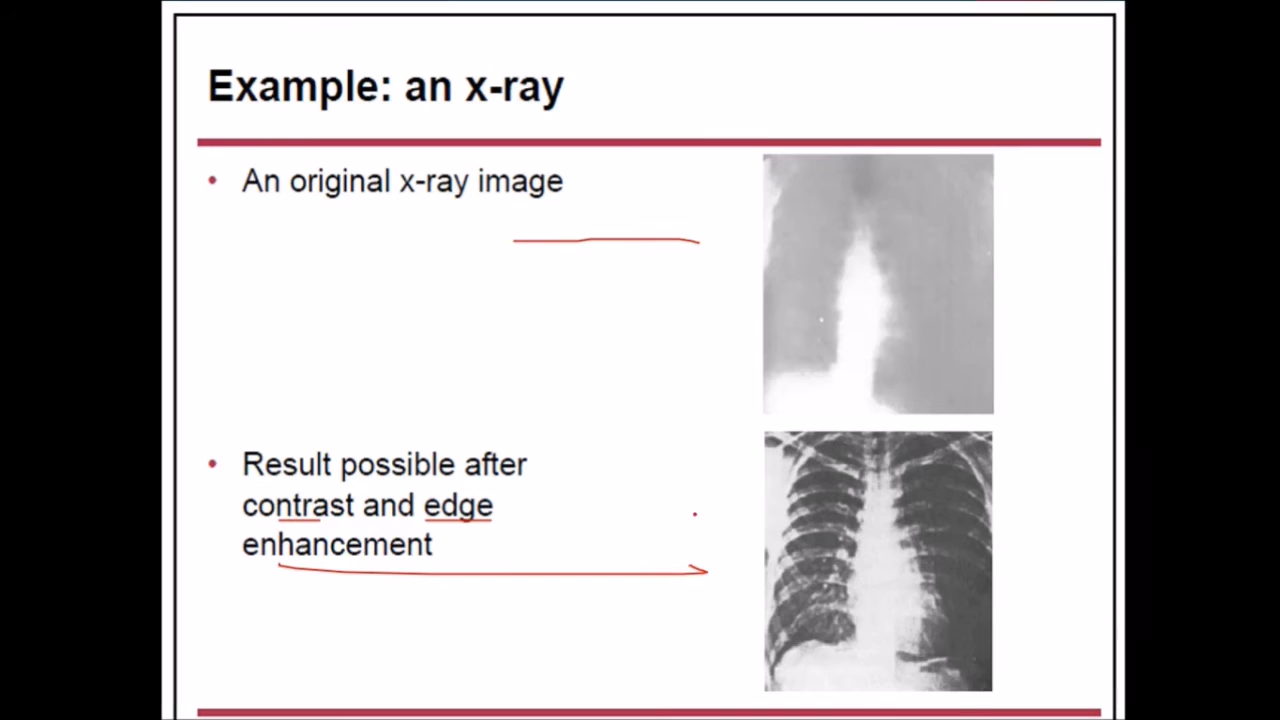 Example: an x-ray
• An original x-ray image
• Result possible after
contrast and edge
enhancement